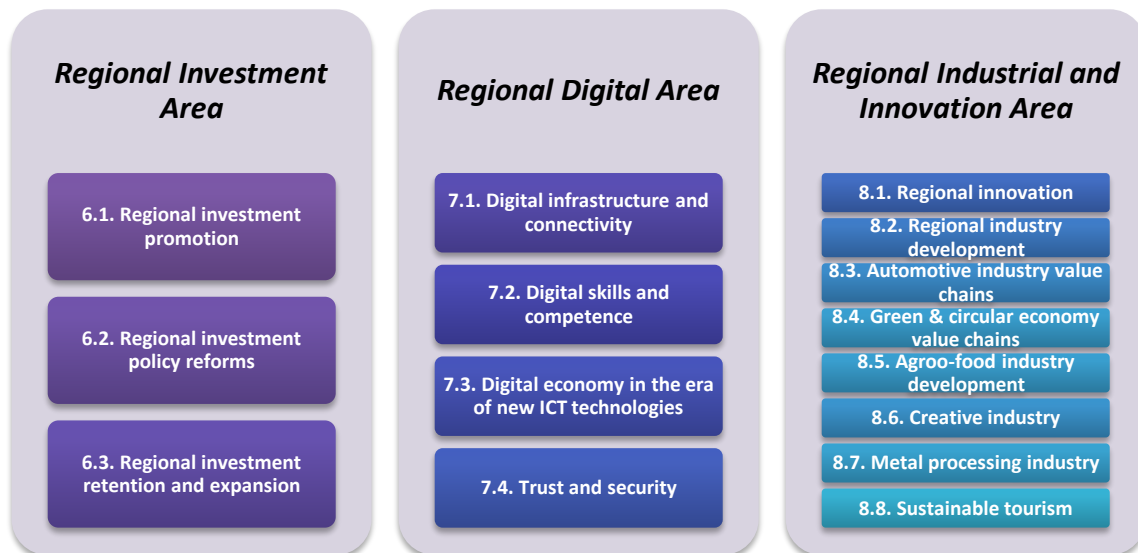 Regional Investment
Area
6.1. Regional investment
promotion
6.2. Regional investment
policy reforms
6.3. Regional investment
retention and expansion
Regional Digital Area
7.1. Digital infrastructure and
connectivity
7.2. Digital skills and
competence
7.3. Digital economy in the era
of new ICT technologies
7.4. Trust and security
Regional Industrial and
Innovation Area
8.1. Regional innovation
8.2. Regional industry
development
8.3. Automotive industry value
chains
8.4. Green & circular economy
value chains
8.5. Agroo-food industry
development
8.6. Creative industry
8.7. Metal processing industry
8.8. Sustainable tourism